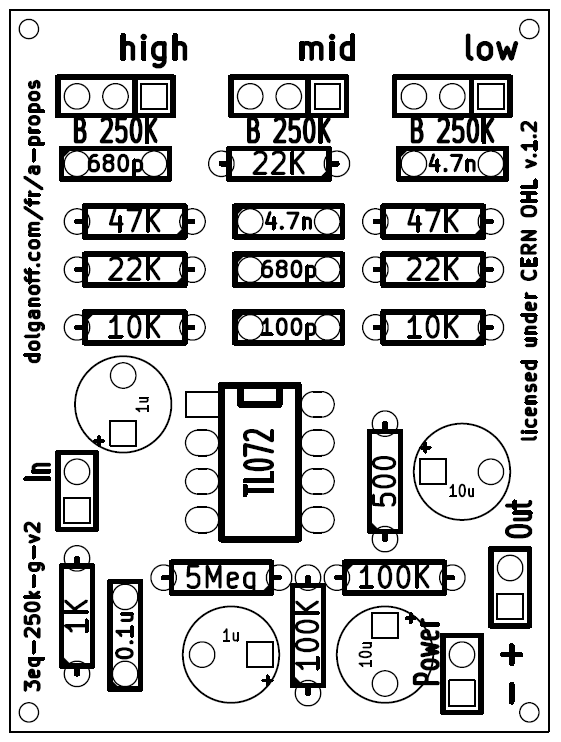 high mid low
B 250K B 250K B 250K
680p 22K 4.7n
47K 4.7n 47K
22K 680p 22K
10K 100p 10K
dolganoff.com/fr/a-propos
licensed under CERN OHL v.1.2
1u
+
TL072
500
+
10u
In
Out
5Meg 100K
3eq-250k-g-v2
1K
0.1u
1u
+
100K
10u
+
Power
+
-